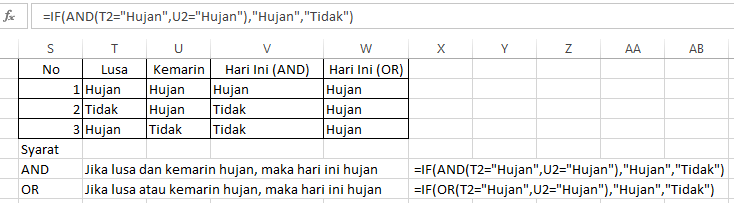 fx =IF(AND(T2="Hujan",U2="Hujan"),"Hujan","Tidak")
S T U V W X Y Z AA AB
No Lusa Kemarin Hari Ini (AND) Hari Ini (OR)
1 Hujan Hujan Hujan Hujan
2 Tidak Hujan Tidak Hujan
3 Hujan Tidak Tidak Hujan
Syarat
AND Jika lusa dan kemarin hujan, maka hari ini hujan =IF(AND(T2="Hujan",U2="Hujan"),"Hujan","Tidak")
OR Jika lusa atau kemarin hujan, maka hari ini hujan =IF(OR(T2="Hujan",U2="Hujan"),"Hujan","Tidak")